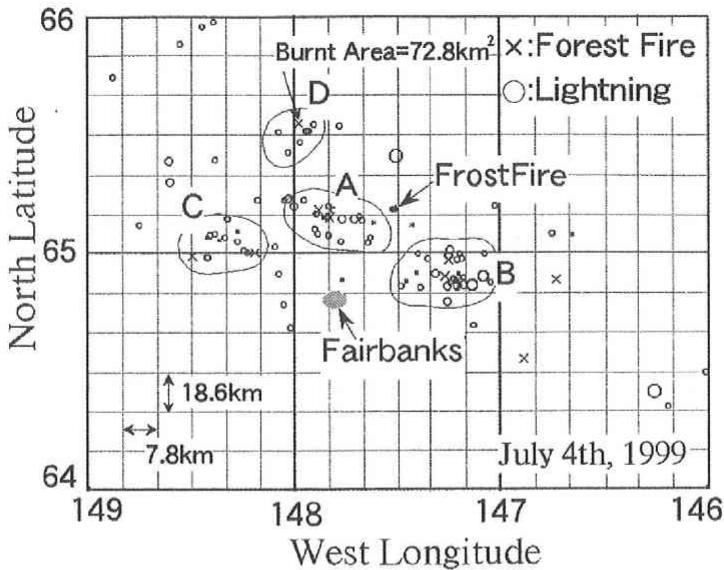 66
Burnt Area=72.8km²
×:Forest Fire
○:Lightning
D
A
FrostFire
C
65
B
Fairbanks
18.6km
7.8km
July 4th, 1999
64
149
148
147
146
West Longitude
North Latitude